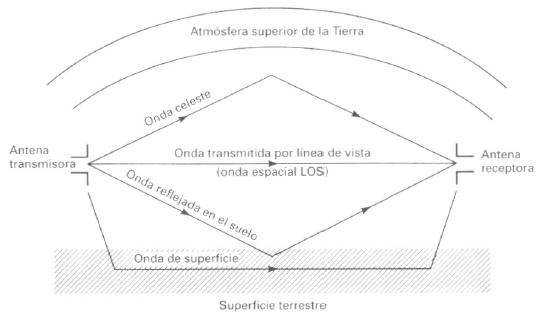 Atmósfera superior de la Tierra
Onda celeste
Antena
transmisora
Onda transmitida por línea de vista
(onda espacial LOS)
Antena
receptora
Onda reflejada en el suelo
Onda de superficie
Superficie terrestre